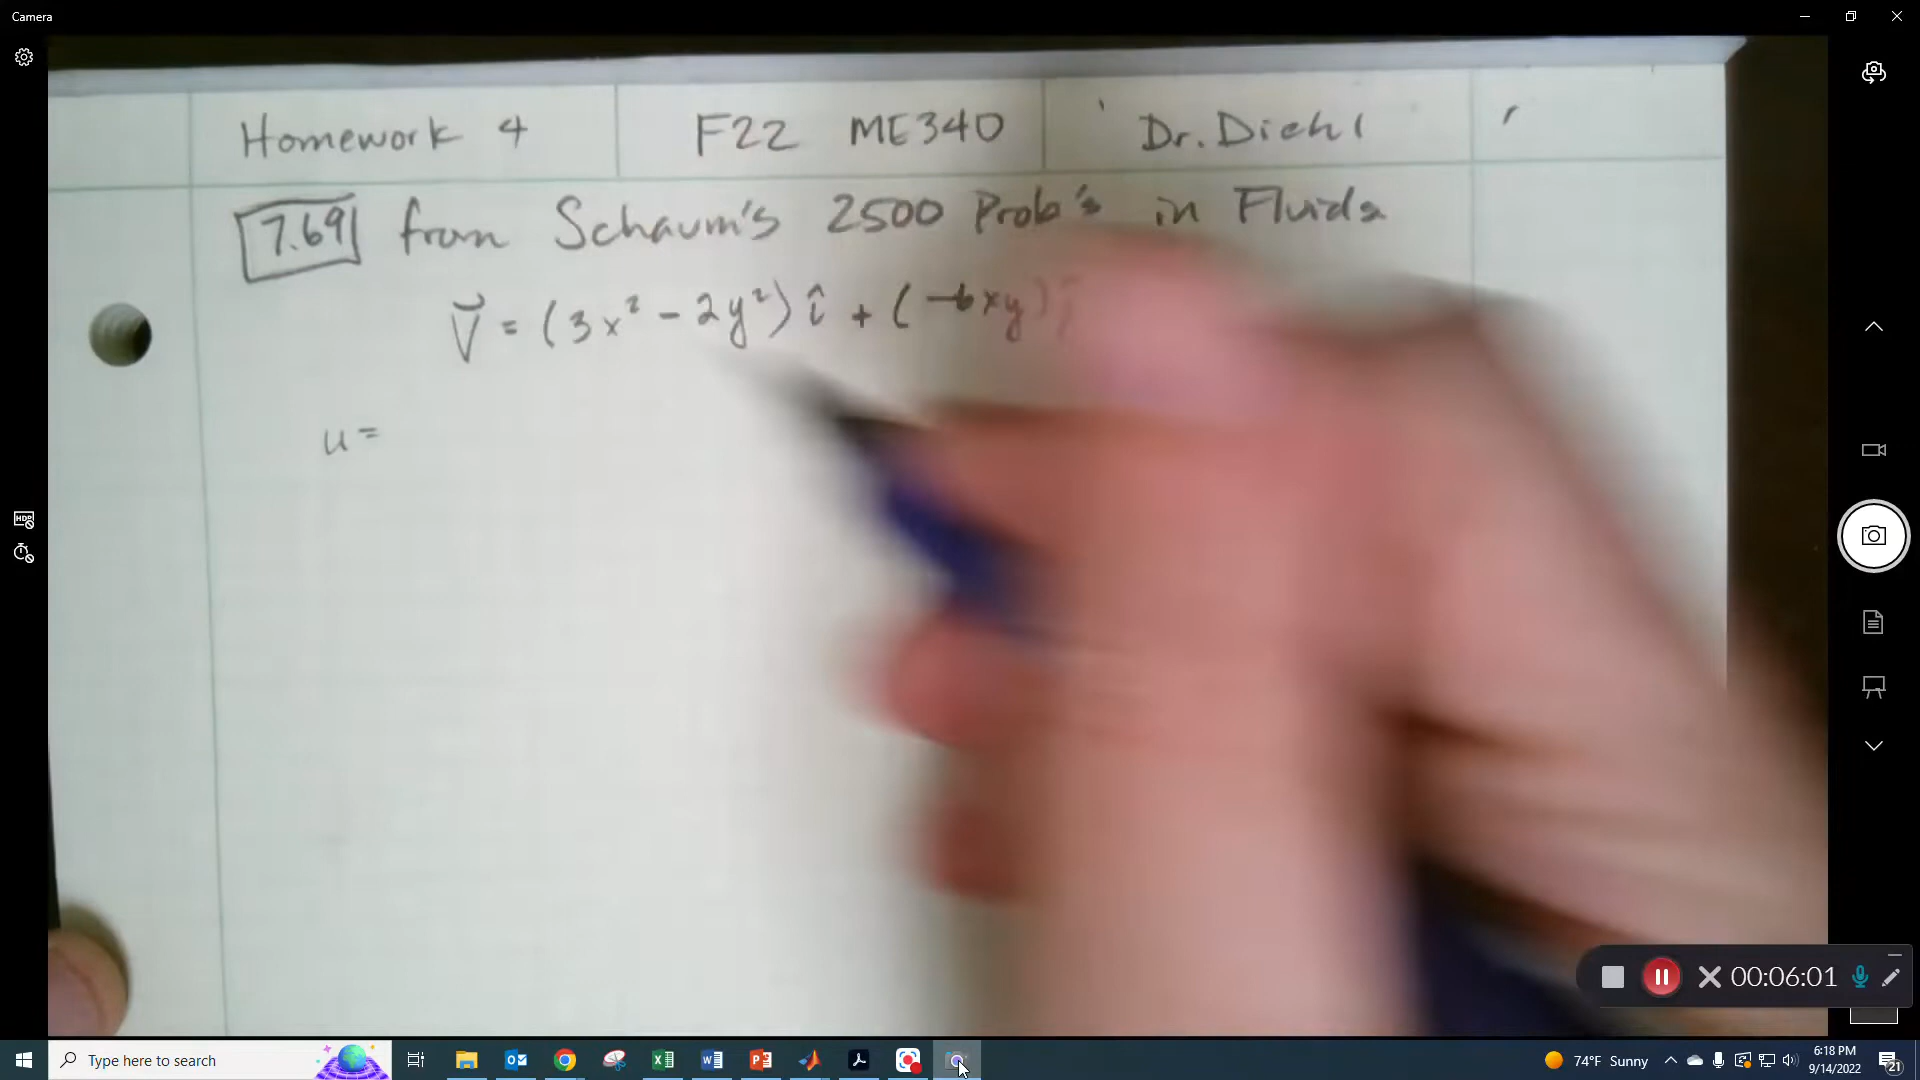 Camera
Homework 4 F22 ME340 Dr. Diehl
7.69 from Schaum's 2500 Prob's in Fluids
V⃗ = (3x² - 2y²) î + (-6xy) ĵ
u =
00:06:01
Type here to search
74°F Sunny
6:18 PM
9/14/2022
21